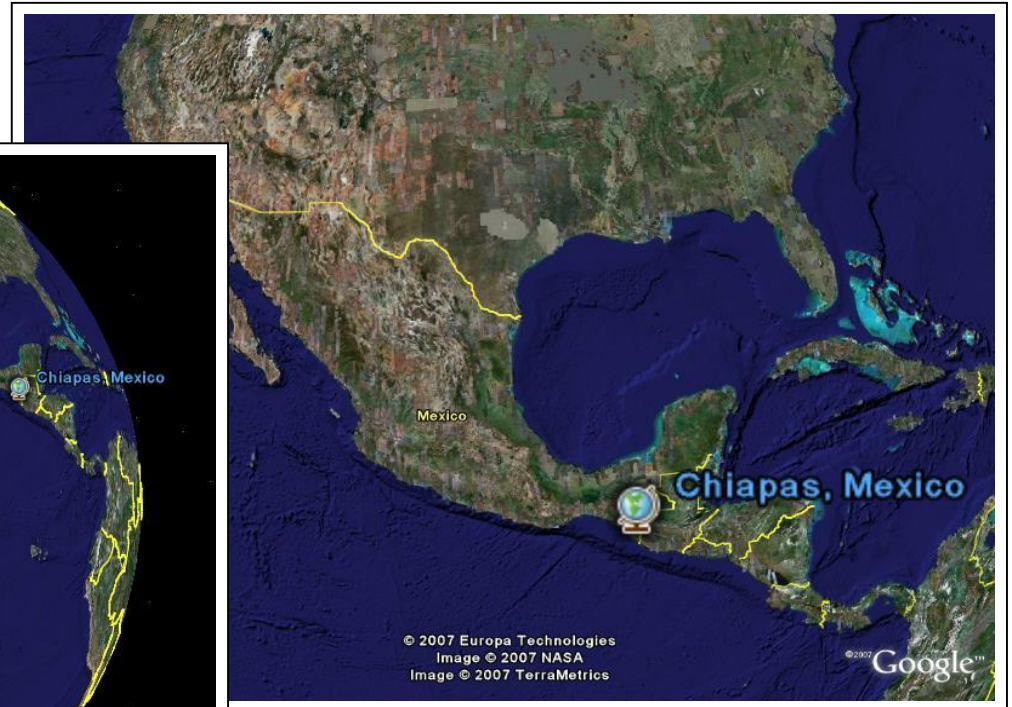 Chiapas, Mexico
Mexico
Chiapas, Mexico
© 2007 Europa Technologies
Image © 2007 NASA
Image © 2007 TerraMetrics
©2007 Google™